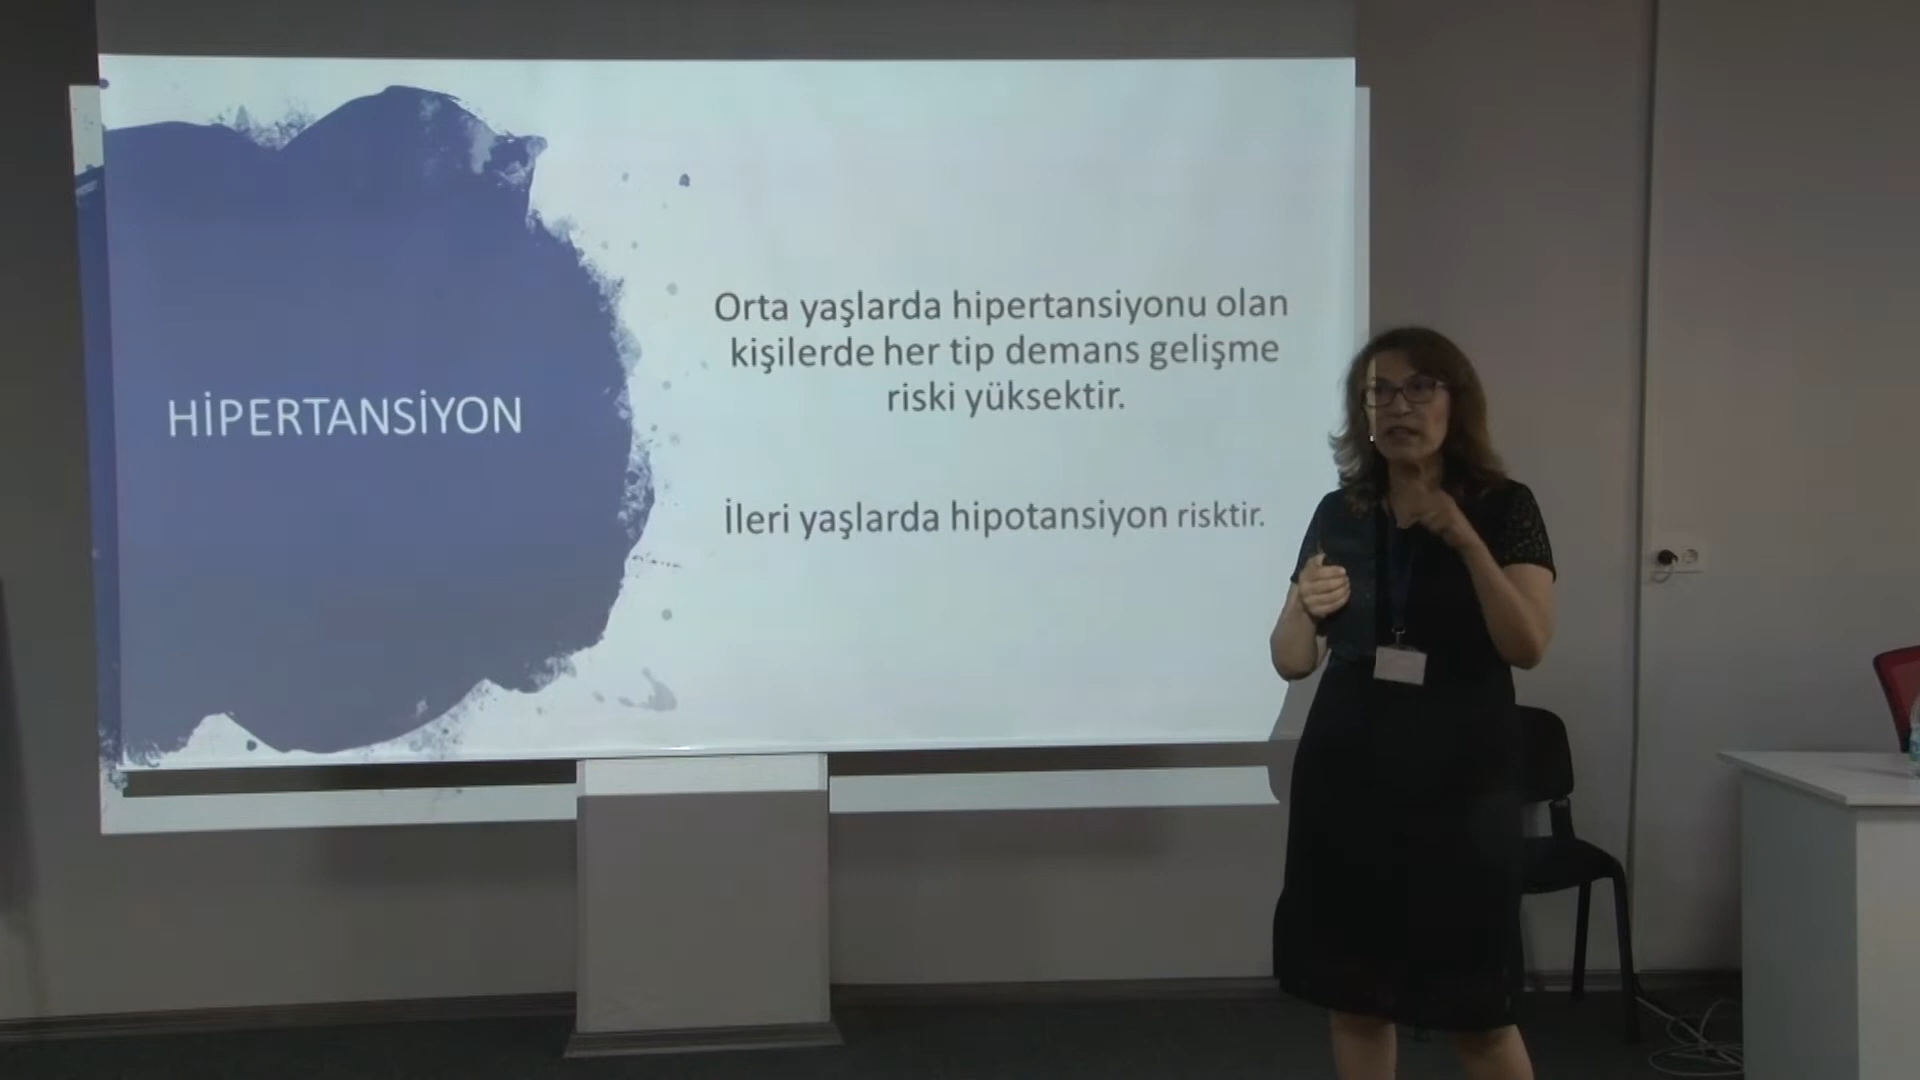 HİPERTANSİYON
Orta yaşlarda hipertansiyonu olan
kişilerde her tip demans gelişme
riski yüksektir.
İleri yaşlarda hipotansiyon risktir.